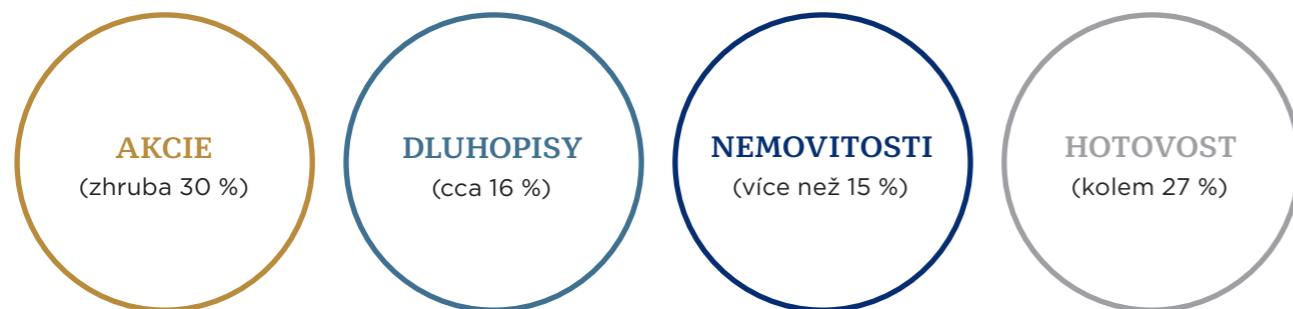 AKCIE
(zhruba 30 %)
DLUHOPISY
(cca 16 %)
NEMOVITOSTI
(více než 15 %)
HOTOVOST
(kolem 27 %)